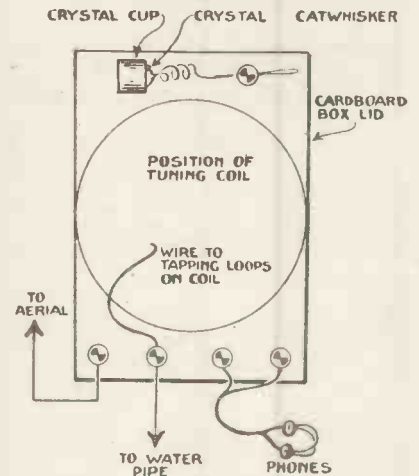 CRYSTAL CUP
CRYSTAL
CATWHISKER
CARDBOARD
BOX LID
POSITION OF
TUNING COIL
WIRE TO
TAPPING LOOPS
ON COIL
TO
AERIAL
TO WATER
PIPE
PHONES